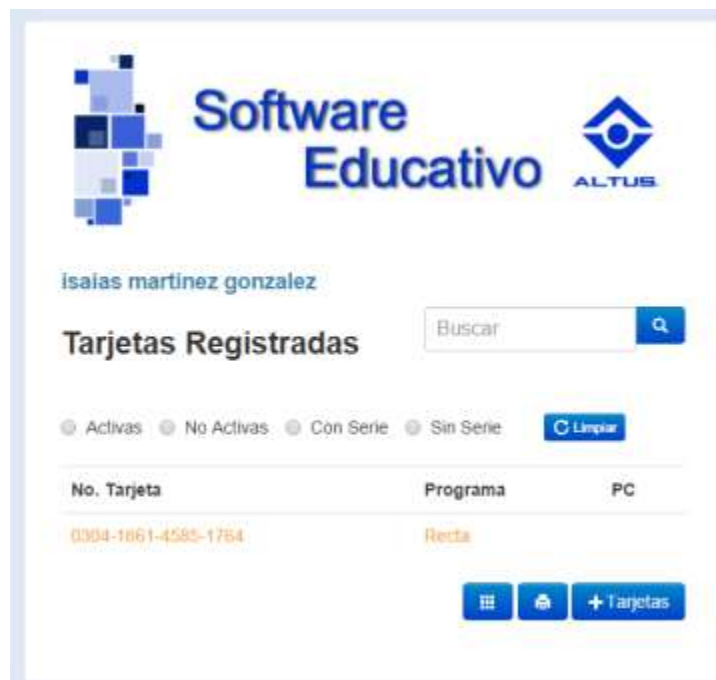 Software
Educativo
ALTUS
isaias martinez gonzalez
Tarjetas Registradas
Buscar
Activas No Activas Con Serie Sin Serie Limpiar
No. Tarjeta Programa PC
0304-1861-4585-1764 Recta
+Tarjetas